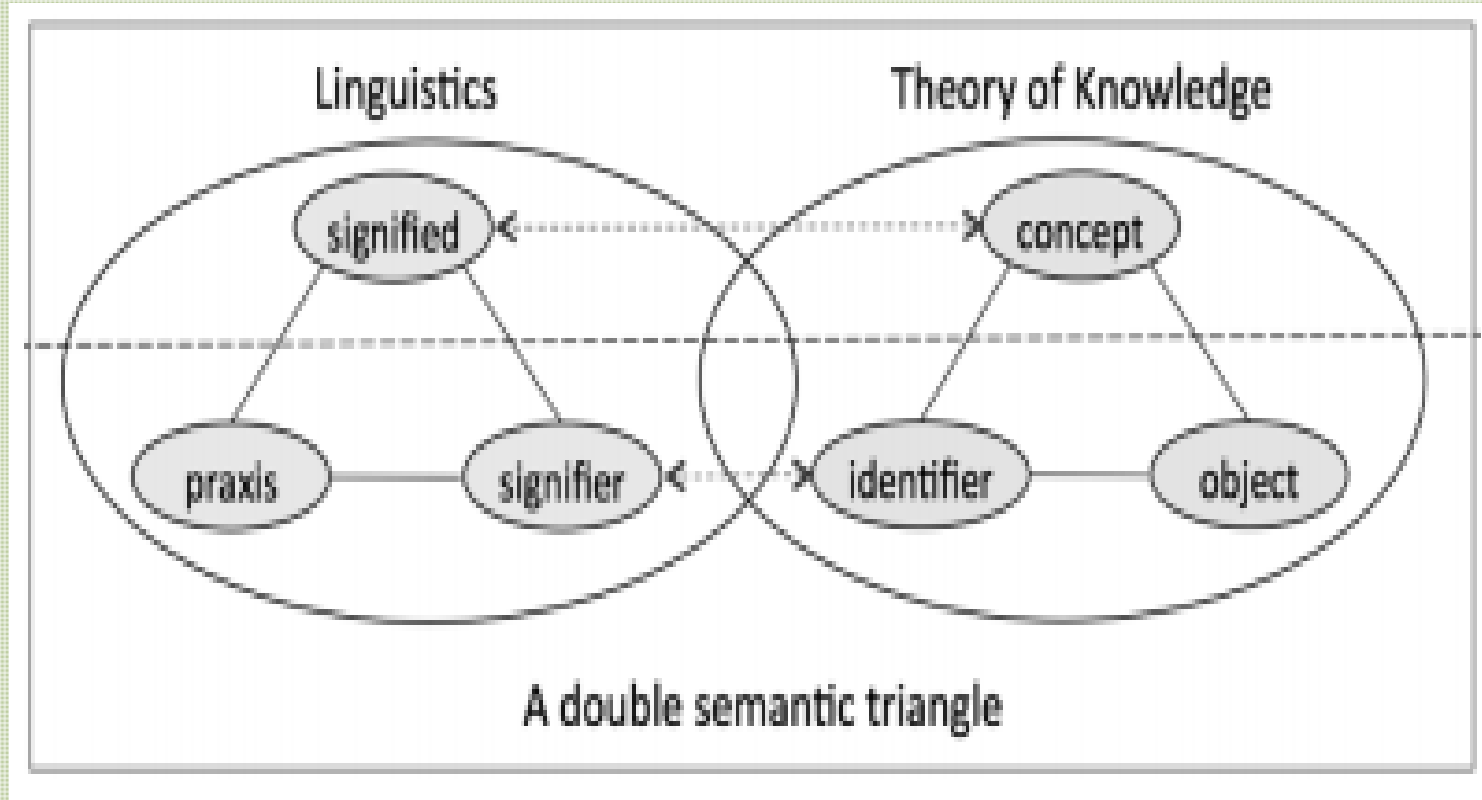 Linguistics Theory of Knowledge
signified concept
praxis signifier identifier object
A double semantic triangle